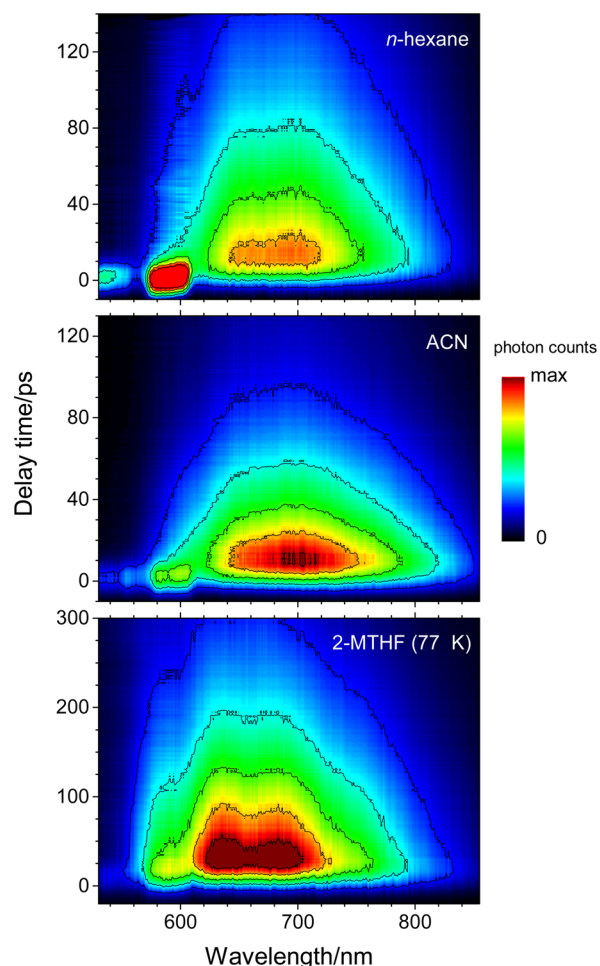 n-hexane
120
80
40
0
ACN
120
80
40
0
photon counts
max
0
Delay time/ps
2-MTHF (77 K)
300
200
100
0
600
700
800
Wavelength/nm